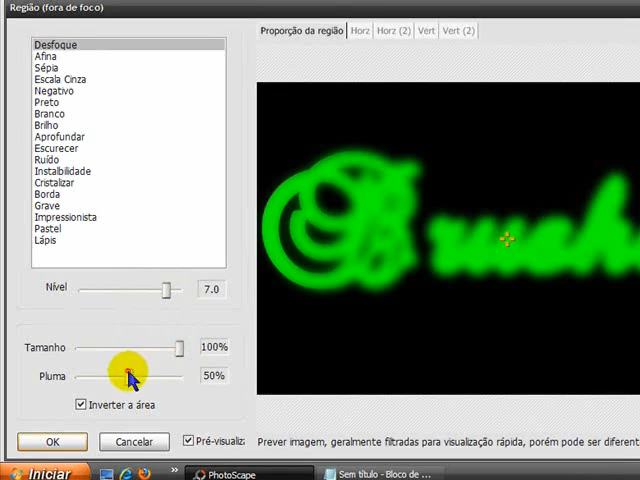 Região (fora de foco)
Proporção da região Horz Horz (2) Vert Vert (2)
Desfoque
Afina
Sépia
Escala Cinza
Negativo
Preto
Branco
Brilho
Aprofundar
Escurecer
Ruído
Instalbilidade
Cristalizar
Borda
Grave
Impressionista
Pastel
Lápis
Nível 7.0
Tamanho 100%
Pluma 50%
Inverter a área
OK Cancelar Pré-visualiz
Prever imagem, geralmente filtradas para visualização rápida, porém pode ser diferent
Iniciar » PhotoScape Sem título - Bloco de ...